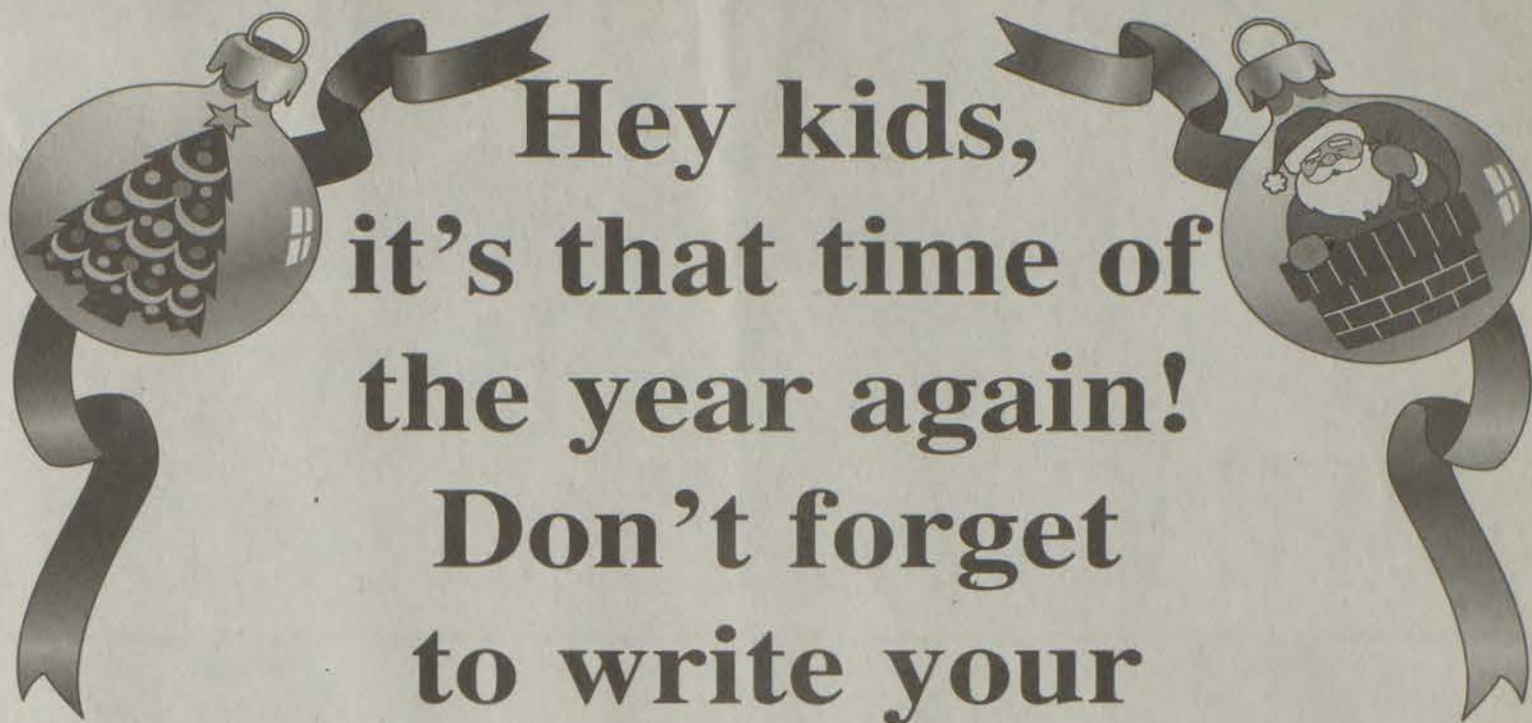 Hey kids,
it's that time of
the year again!
Don't forget
to write your